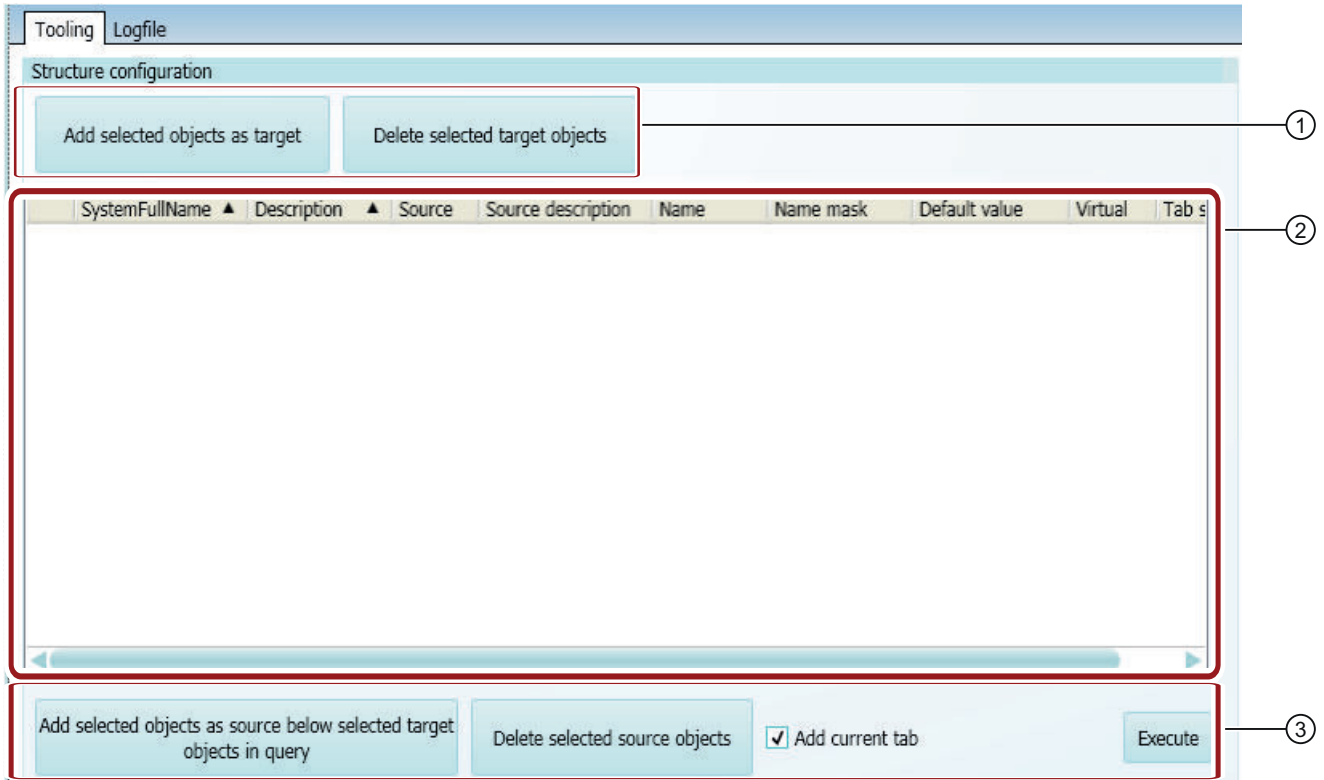 Tooling Logfile
Structure configuration
Add selected objects as target Delete selected target objects
1
SystemFullName ▲ Description ▲ Source Source description Name Name mask Default value Virtual Tab s
2
Add selected objects as source below selected target
objects in query
Delete selected source objects
Add current tab
Execute
3